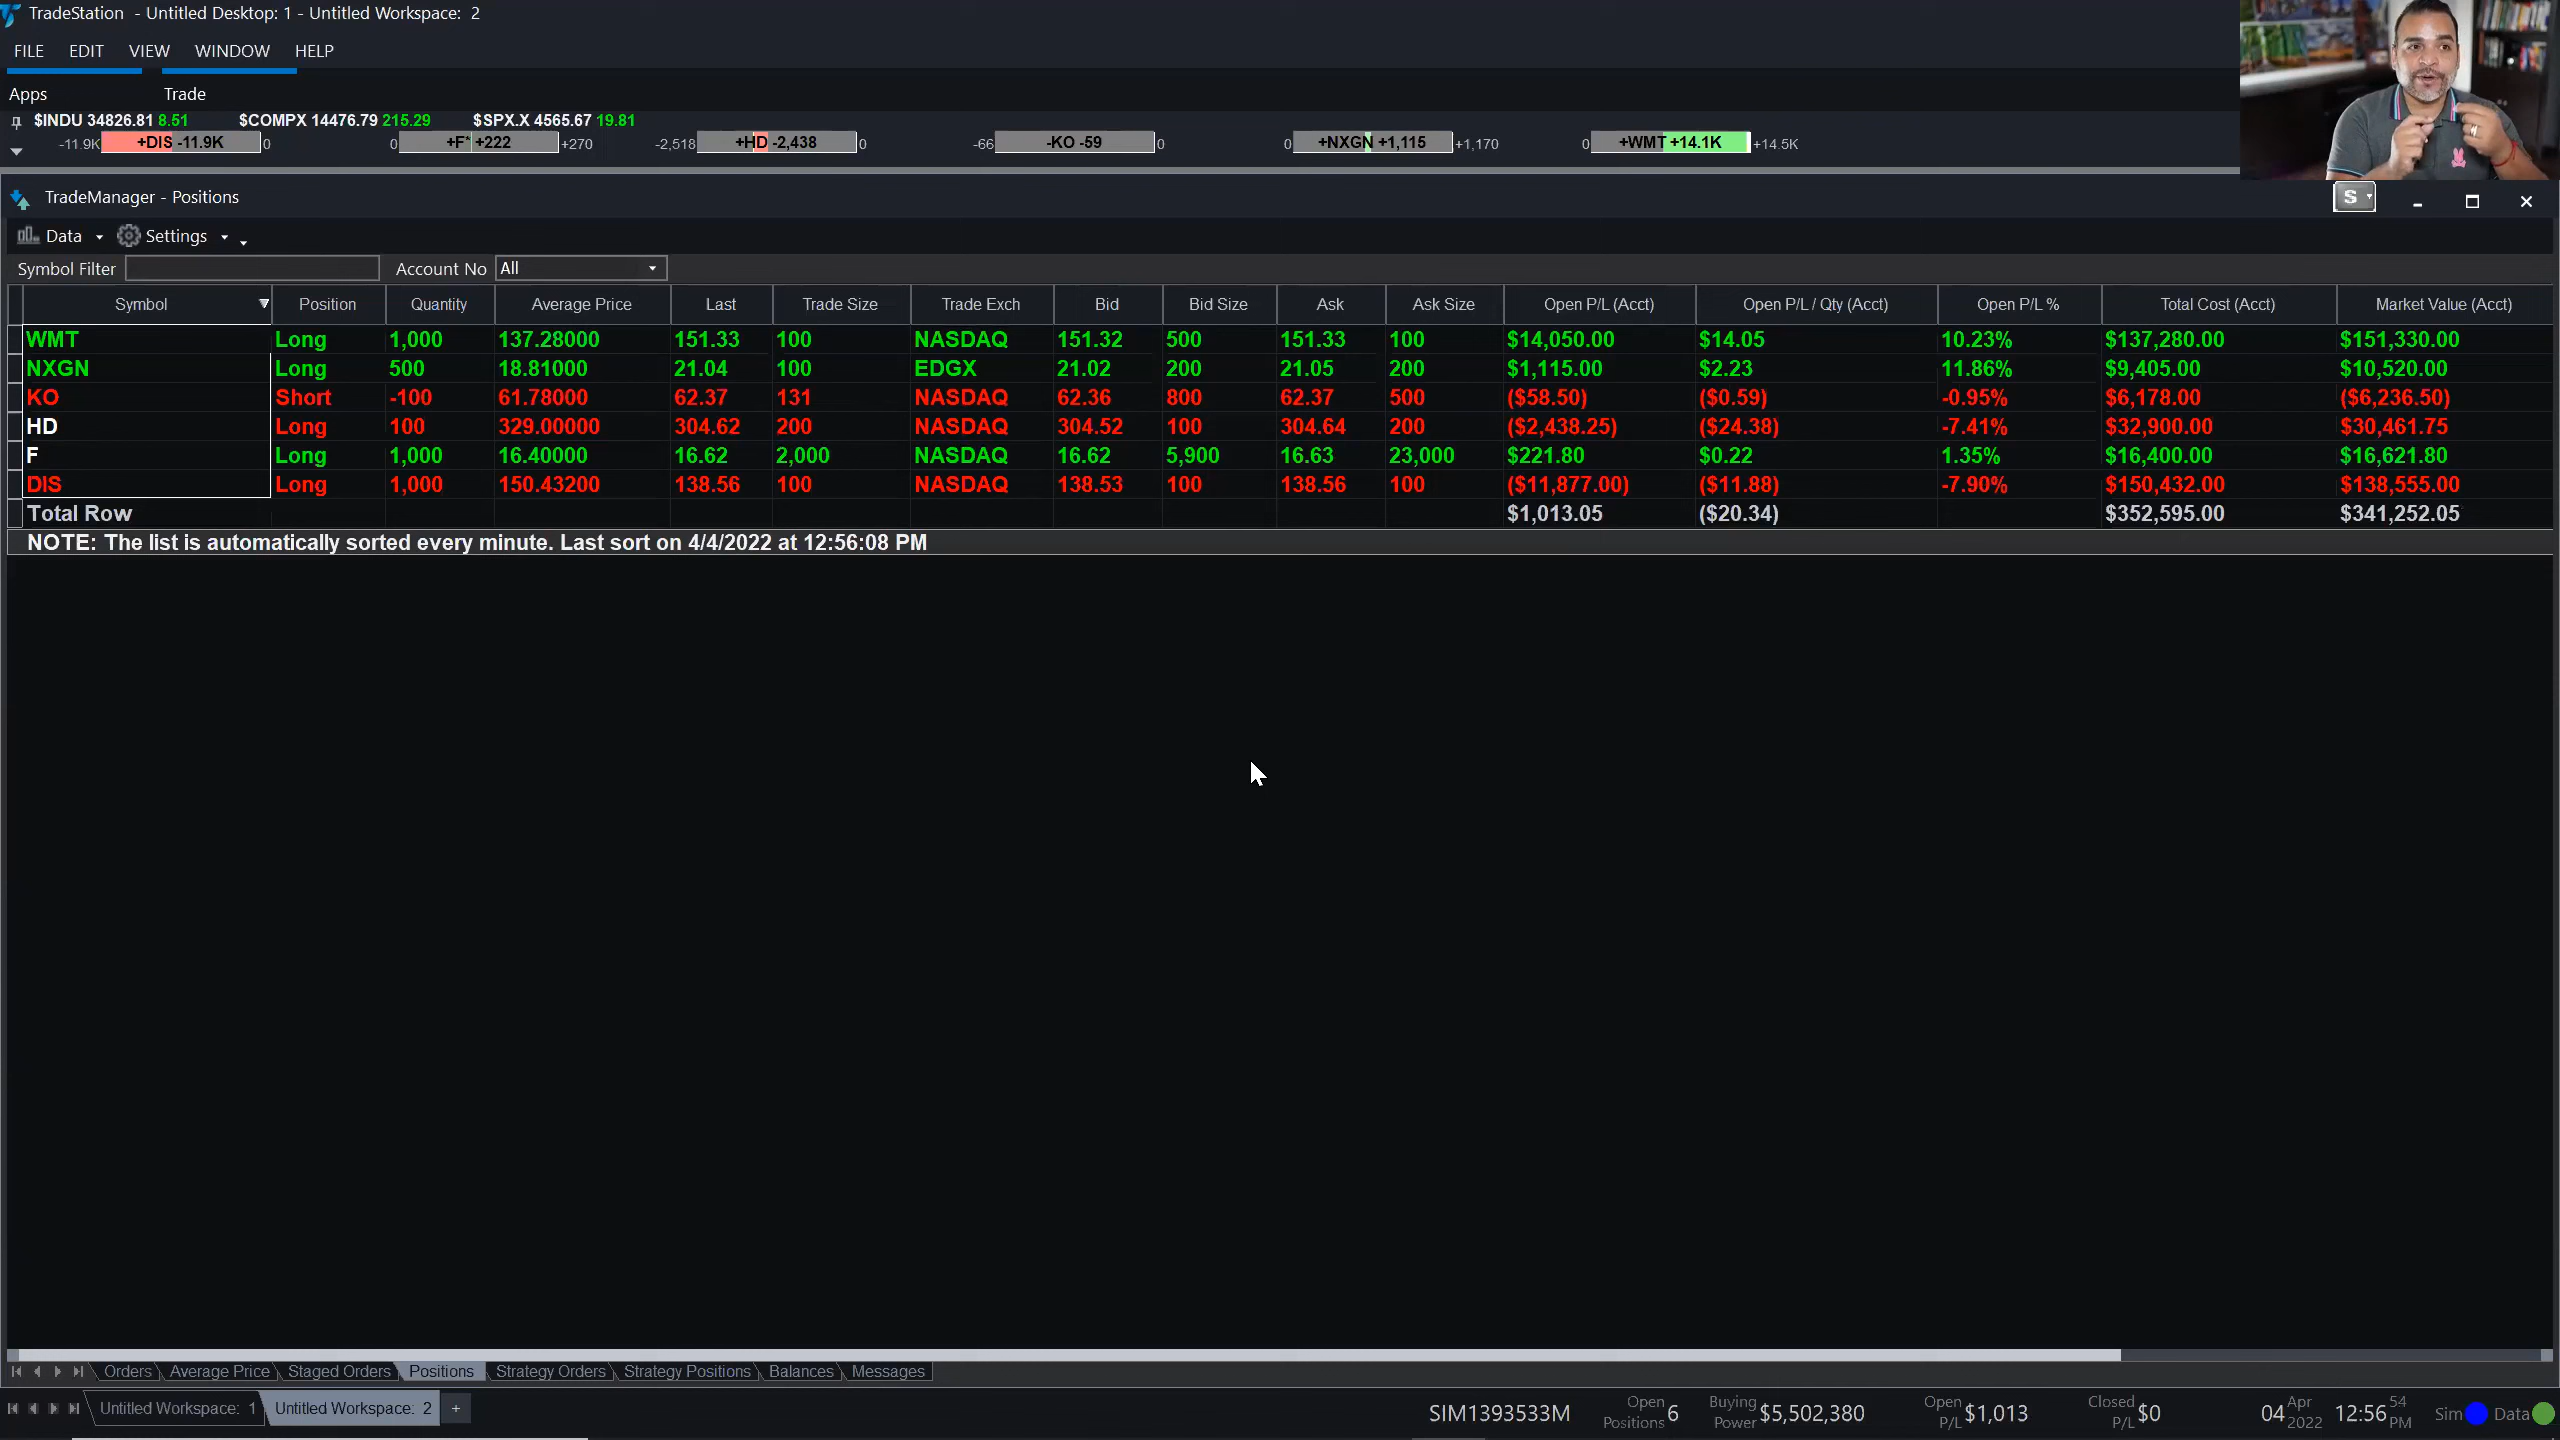 TradeStation - Untitled Desktop: 1 - Untitled Workspace: 2
FILE EDIT VIEW WINDOW HELP
Apps Trade
$INDU 34826.81 8.51 $COMPX 14476.79 215.29 $SPX.X 4565.67 19.81
-11.9K +DIS -11.9K 0 0 +F* +222 +270 -2,518 +HD -2,438 0 -66 -KO -59 0 0 +NXGN +1,115 +1,170 0 +WMT +14.1K +14.5K
TradeManager - Positions S
Data Settings
Symbol Filter Account No All
Symbol Position Quantity Average Price Last Trade Size Trade Exch Bid Bid Size Ask Ask Size Open P/L (Acct) Open P/L / Qty (Acct) Open P/L % Total Cost (Acct) Market Value (Acct)
WMT Long 1,000 137.28000 151.33 100 NASDAQ 151.32 500 151.33 100 $14,050.00 $14.05 10.23% $137,280.00 $151,330.00
NXGN Long 500 18.81000 21.04 100 EDGX 21.02 200 21.05 200 $1,115.00 $2.23 11.86% $9,405.00 $10,520.00
KO Short -100 61.78000 62.37 131 NASDAQ 62.36 800 62.37 500 ($58.50) ($0.59) -0.95% $6,178.00 ($6,236.50)
HD Long 100 329.00000 304.62 200 NASDAQ 304.52 100 304.64 200 ($2,438.25) ($24.38) -7.41% $32,900.00 $30,461.75
F Long 1,000 16.40000 16.62 2,000 NASDAQ 16.62 5,900 16.63 23,000 $221.80 $0.22 1.35% $16,400.00 $16,621.80
DIS Long 1,000 150.43200 138.56 100 NASDAQ 138.53 100 138.56 100 ($11,877.00) ($11.88) -7.90% $150,432.00 $138,555.00
Total Row $1,013.05 ($20.34) $352,595.00 $341,252.05
NOTE: The list is automatically sorted every minute. Last sort on 4/4/2022 at 12:56:08 PM
Orders Average Price Staged Orders Positions Strategy Orders Strategy Positions Balances Messages
Untitled Workspace: 1 Untitled Workspace: 2 + SIM1393533M Open Positions 6 Buying Power $5,502,380 Open P/L $1,013 Closed P/L $0 04 Apr 2022 12:56 54 PM Sim Data